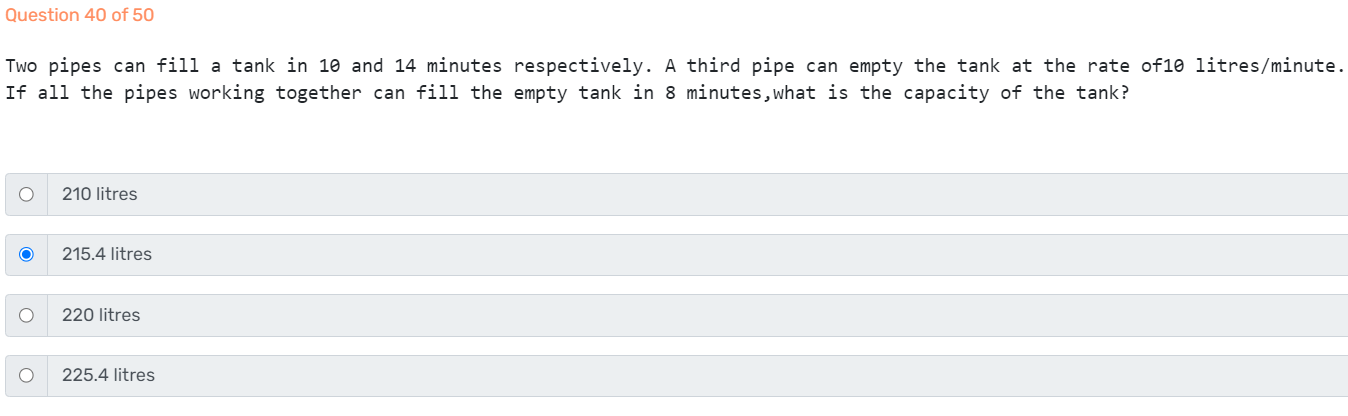 Question 40 of 50
Two pipes can fill a tank in 10 and 14 minutes respectively. A third pipe can empty the tank at the rate of10 litres/minute.
If all the pipes working together can fill the empty tank in 8 minutes,what is the capacity of the tank?
210 litres
215.4 litres
220 litres
225.4 litres